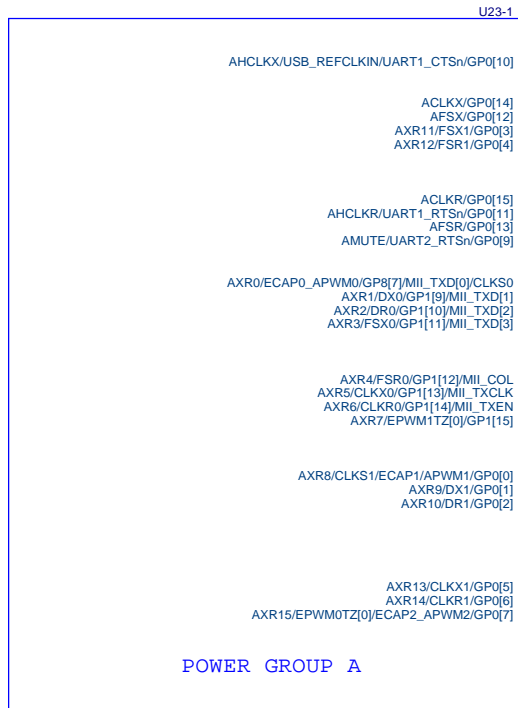 U23-1
AHCLKX/USB_REFCLKIN/UART1_CTSn/GP0[10]
ACLKX/GP0[14]
AFSX/GP0[12]
AXR11/FSX1/GP0[3]
AXR12/FSR1/GP0[4]
ACLKR/GP0[15]
AHCLKR/UART1_RTSn/GP0[11]
AFSR/GP0[13]
AMUTE/UART2_RTSn/GP0[9]
AXR0/ECAP0_APWM0/GP8[7]/MII_TXD[0]/CLKS0
AXR1/DX0/GP1[9]/MII_TXD[1]
AXR2/DR0/GP1[10]/MII_TXD[2]
AXR3/FSX0/GP1[11]/MII_TXD[3]
AXR4/FSR0/GP1[12]/MII_COL
AXR5/CLKX0/GP1[13]/MII_TXCLK
AXR6/CLKR0/GP1[14]/MII_TXEN
AXR7/EPWM1TZ[0]/GP1[15]
AXR8/CLKS1/ECAP1/APWM1/GP0[0]
AXR9/DX1/GP0[1]
AXR10/DR1/GP0[2]
AXR13/CLKX1/GP0[5]
AXR14/CLKR1/GP0[6]
AXR15/EPWM0TZ[0]/ECAP2_APWM2/GP0[7]
POWER GROUP A